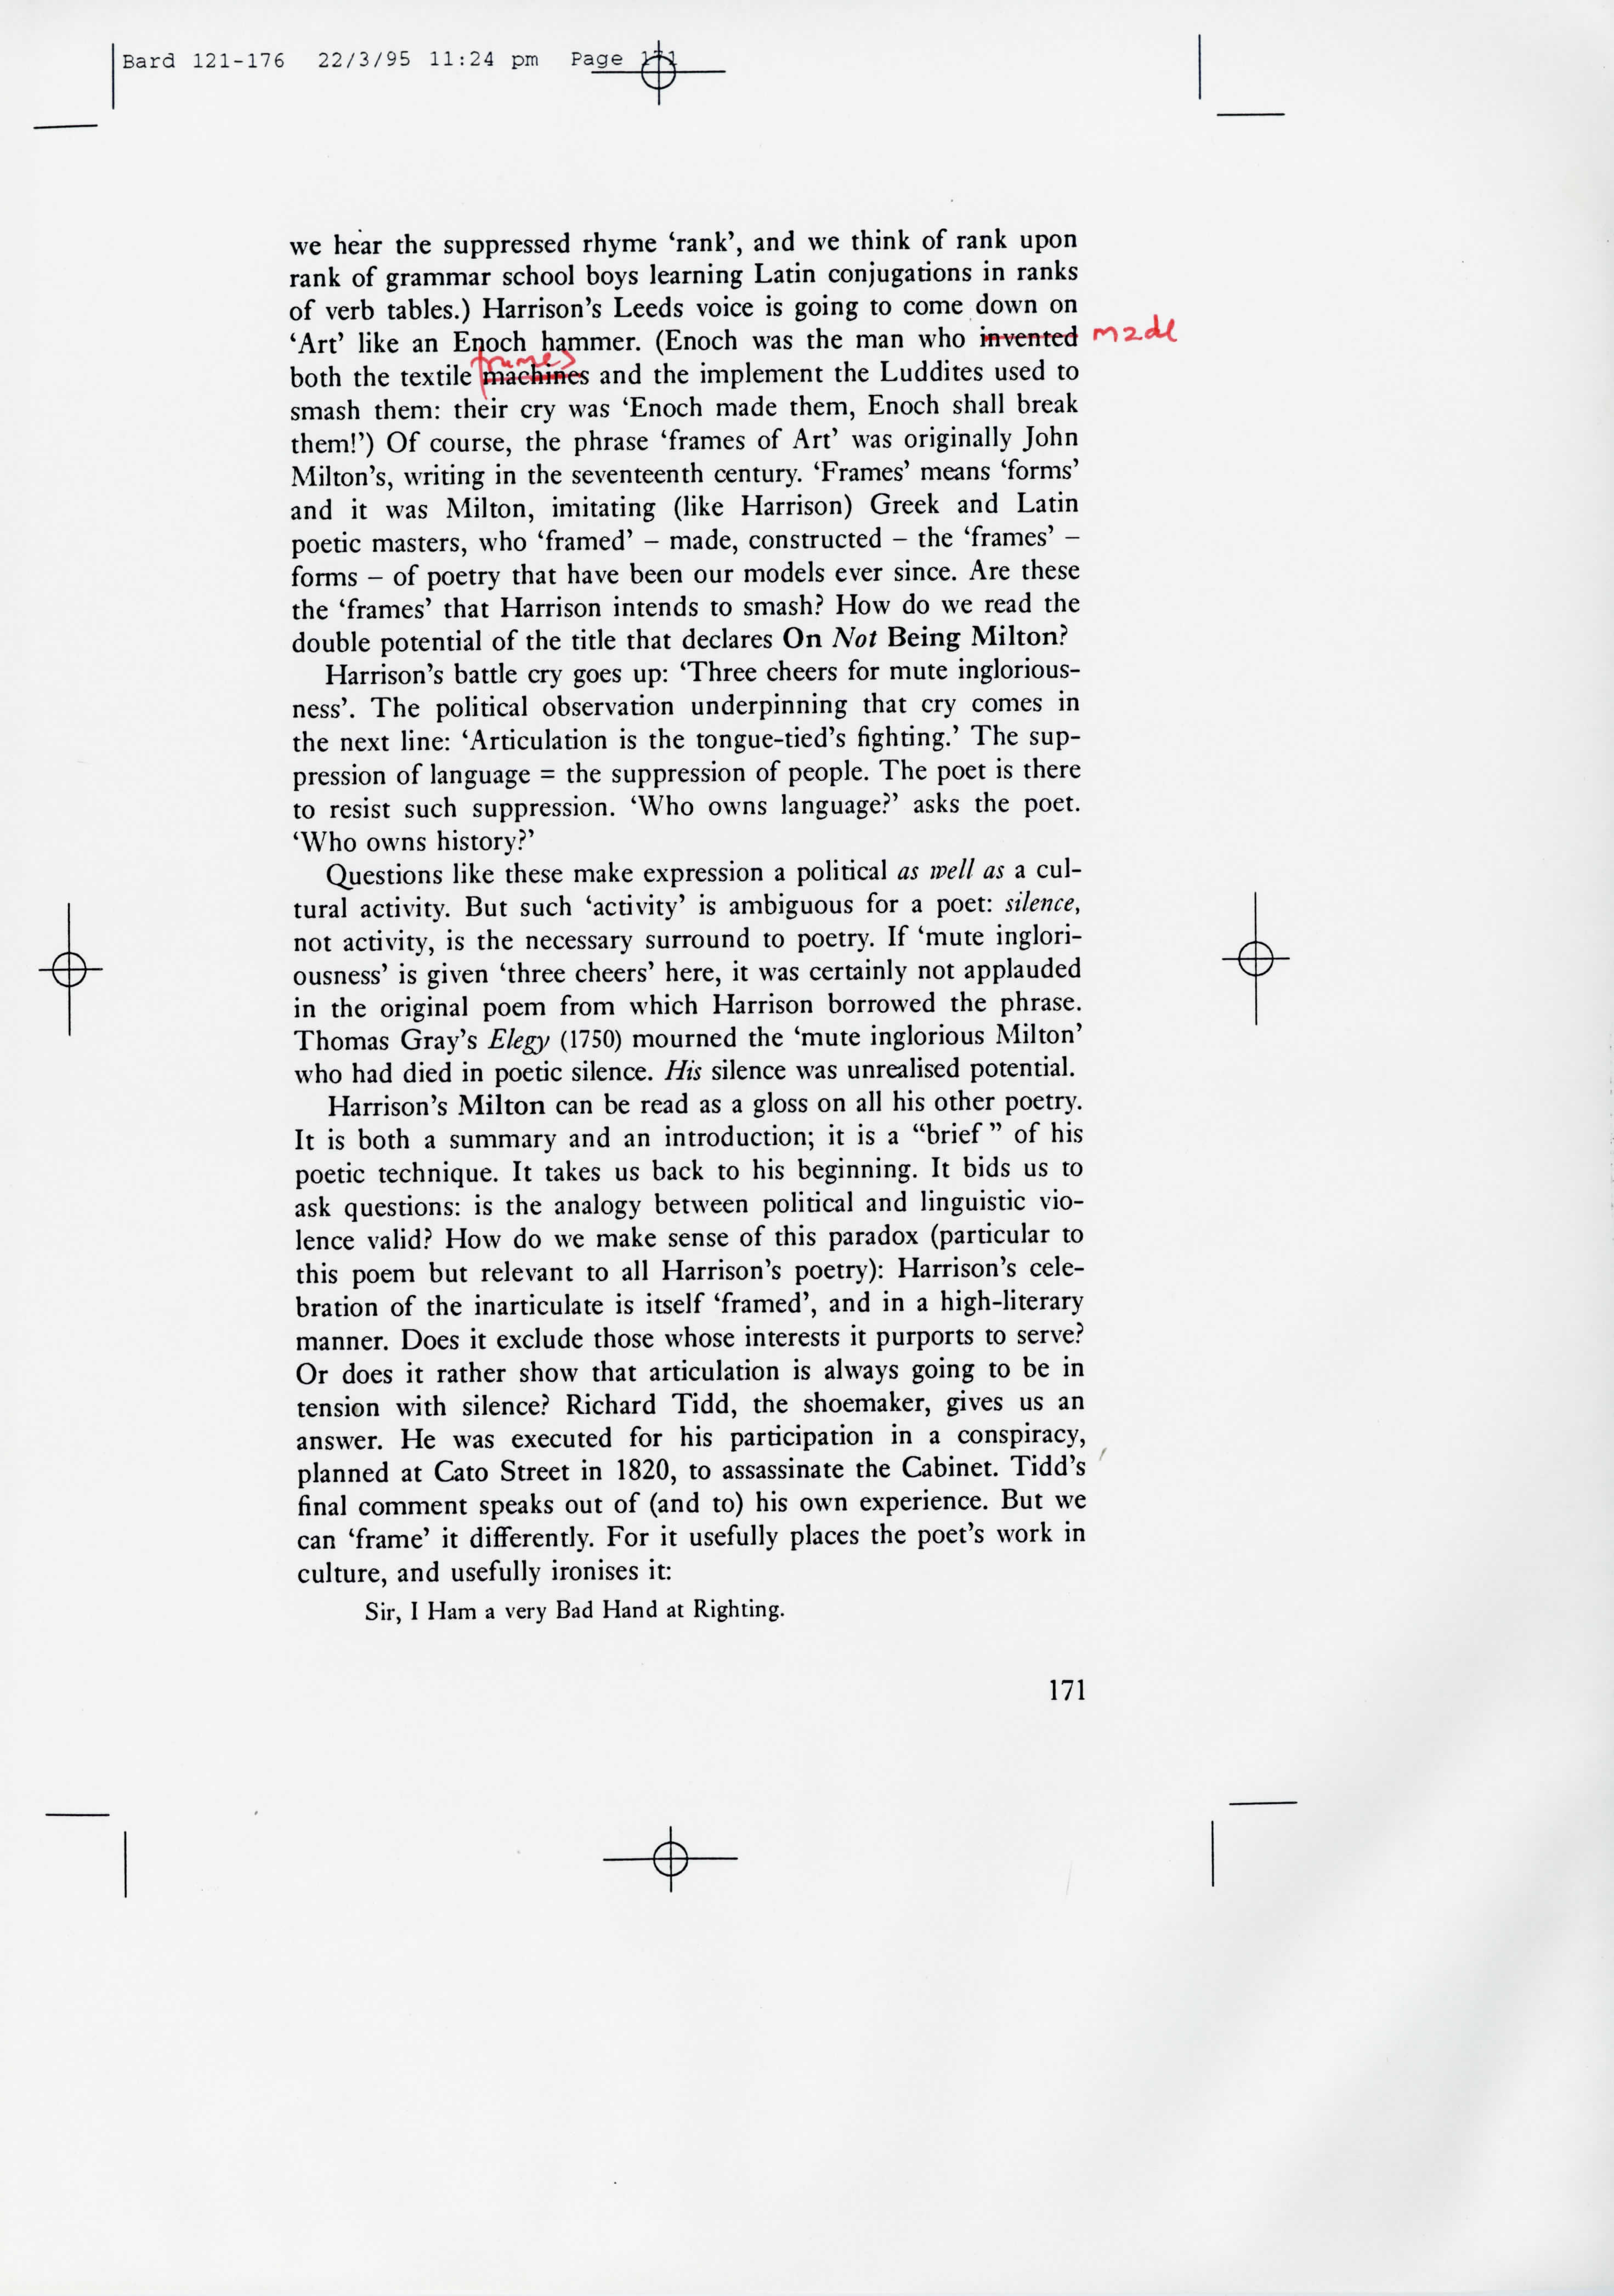 Bard 121-176 22/3/95 11:24 pm Page 171
we hear the suppressed rhyme ‘rank’, and we think of rank upon
rank of grammar school boys learning Latin conjugations in ranks
of verb tables.) Harrison’s Leeds voice is going to come down on
‘Art’ like an Enoch hammer. (Enoch was the man who invented made
frames
both the textile machines and the implement the Luddites used to
smash them: their cry was ‘Enoch made them, Enoch shall break
them!’) Of course, the phrase ‘frames of Art’ was originally John
Milton’s, writing in the seventeenth century. ‘Frames’ means ‘forms’
and it was Milton, imitating (like Harrison) Greek and Latin
poetic masters, who ‘framed’ – made, constructed – the ‘frames’ –
forms – of poetry that have been our models ever since. Are these
the ‘frames’ that Harrison intends to smash? How do we read the
double potential of the title that declares On Not Being Milton?
Harrison’s battle cry goes up: ‘Three cheers for mute inglorious-
ness’. The political observation underpinning that cry comes in
the next line: ‘Articulation is the tongue-tied’s fighting.’ The sup-
pression of language = the suppression of people. The poet is there
to resist such suppression. ‘Who owns language?’ asks the poet.
‘Who owns history?’
Questions like these make expression a political as well as a cul-
tural activity. But such ‘activity’ is ambiguous for a poet: silence,
not activity, is the necessary surround to poetry. If ‘mute inglori-
ousness’ is given ‘three cheers’ here, it was certainly not applauded
in the original poem from which Harrison borrowed the phrase.
Thomas Gray’s Elegy (1750) mourned the ‘mute inglorious Milton’
who had died in poetic silence. His silence was unrealised potential.
Harrison’s Milton can be read as a gloss on all his other poetry.
It is both a summary and an introduction; it is a “brief ” of his
poetic technique. It takes us back to his beginning. It bids us to
ask questions: is the analogy between political and linguistic vio-
lence valid? How do we make sense of this paradox (particular to
this poem but relevant to all Harrison’s poetry): Harrison’s cele-
bration of the inarticulate is itself ‘framed’, and in a high-literary
manner. Does it exclude those whose interests it purports to serve?
Or does it rather show that articulation is always going to be in
tension with silence? Richard Tidd, the shoemaker, gives us an
answer. He was executed for his participation in a conspiracy,
planned at Cato Street in 1820, to assassinate the Cabinet. Tidd’s
final comment speaks out of (and to) his own experience. But we
can ‘frame’ it differently. For it usefully places the poet’s work in
culture, and usefully ironises it:
Sir, I Ham a very Bad Hand at Righting.
171